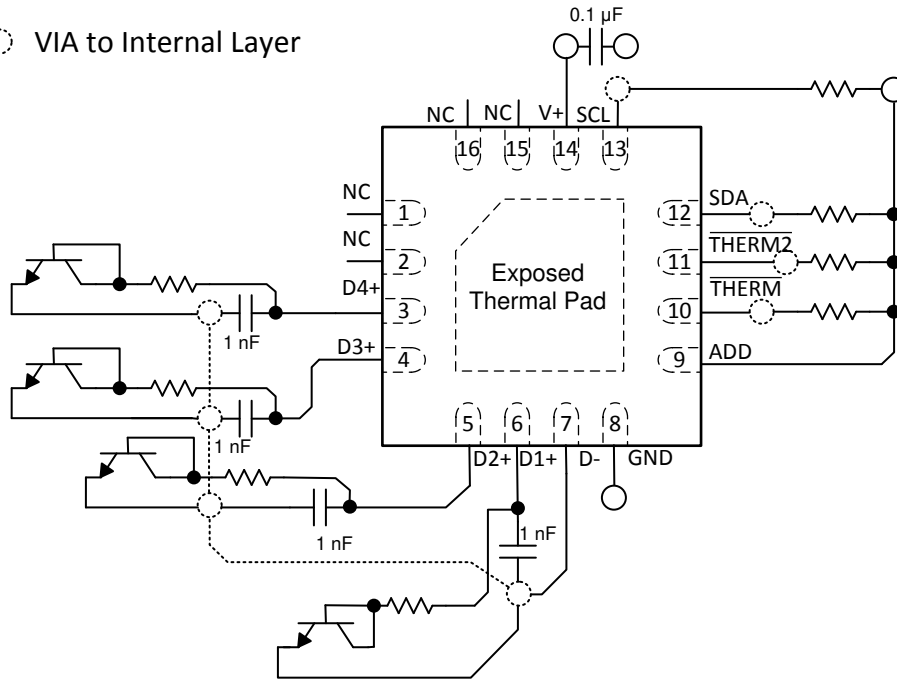 VIA to Internal Layer
0.1 µF
NC
NC
V+
SCL
16
15
14
13
NC
1
12
SDA
NC
2
11
THERM2
D4+
3
Exposed
Thermal Pad
10
THERM
1 nF
D3+
4
9
ADD
1 nF
5
6
7
8
D2+
D1+
D-
GND
1 nF
1 nF